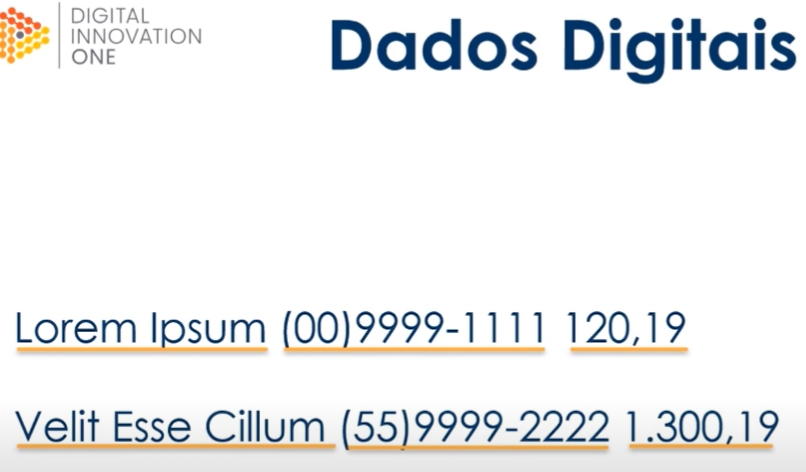 DIGITAL
INNOVATION
ONE
Dados Digitais
Lorem Ipsum (00)9999-1111 120,19
Velit Esse Cillum (55)9999-2222 1.300,19